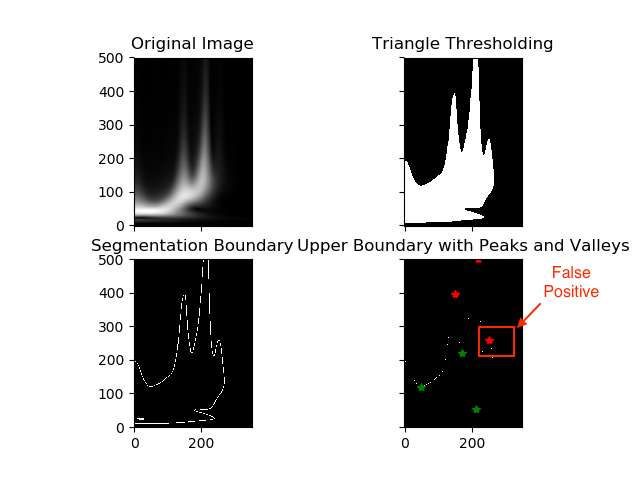 Original Image
Triangle Thresholding
500
400
300
200
100
0
Segmentation Boundary
Upper Boundary with Peaks and Valleys
500
400
300
200
100
0
0
200
0
200
False
Positive